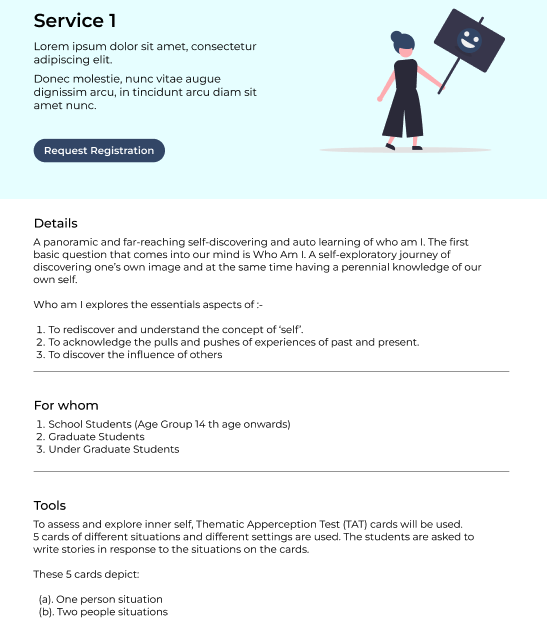 Service 1
Lorem ipsum dolor sit amet, consectetur
adipiscing elit.
Donec molestie, nunc vitae augue
dignissim arcu, in tincidunt arcu diam sit
amet nunc.
Request Registration
Details
A panoramic and far-reaching self-discovering and auto learning of who am I. The first
basic question that comes into our mind is Who Am I. A self-exploratory journey of
discovering one’s own image and at the same time having a perennial knowledge of our
own self.
Who am I explores the essentials aspects of :-
1. To rediscover and understand the concept of ‘self’.
2. To acknowledge the pulls and pushes of experiences of past and present.
3. To discover the influence of others
For whom
1. School Students (Age Group 14 th age onwards)
2. Graduate Students
3. Under Graduate Students
Tools
To assess and explore inner self, Thematic Apperception Test (TAT) cards will be used.
5 cards of different situations and different settings are used. The students are asked to
write stories in response to the situations on the cards.
These 5 cards depict:
(a). One person situation
(b). Two people situations